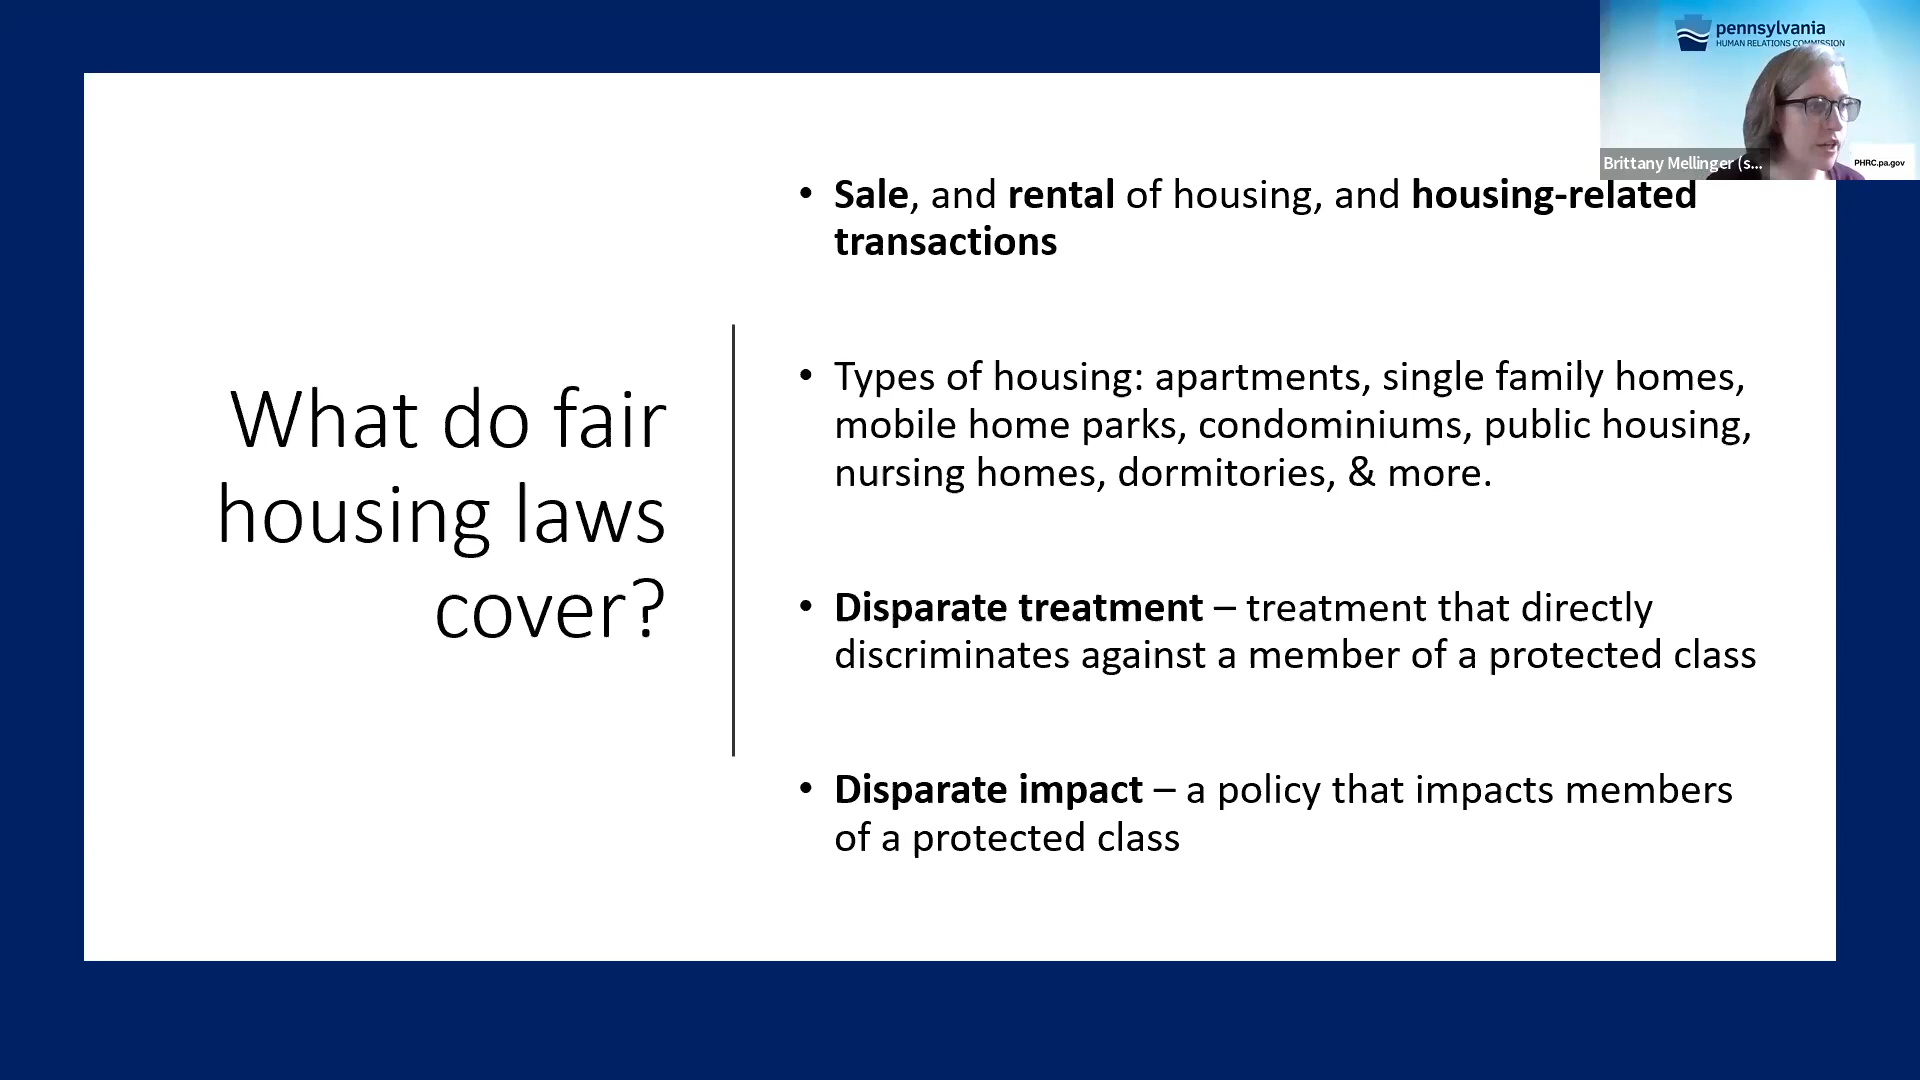 pennsylvania
HUMAN RELATIONS COMMISSION
Brittany Mellinger (s...
PHRC.pa.gov
What do fair
housing laws
cover?
• Sale, and rental of housing, and housing-related
transactions
• Types of housing: apartments, single family homes,
mobile home parks, condominiums, public housing,
nursing homes, dormitories, & more.
• Disparate treatment – treatment that directly
discriminates against a member of a protected class
• Disparate impact – a policy that impacts members
of a protected class